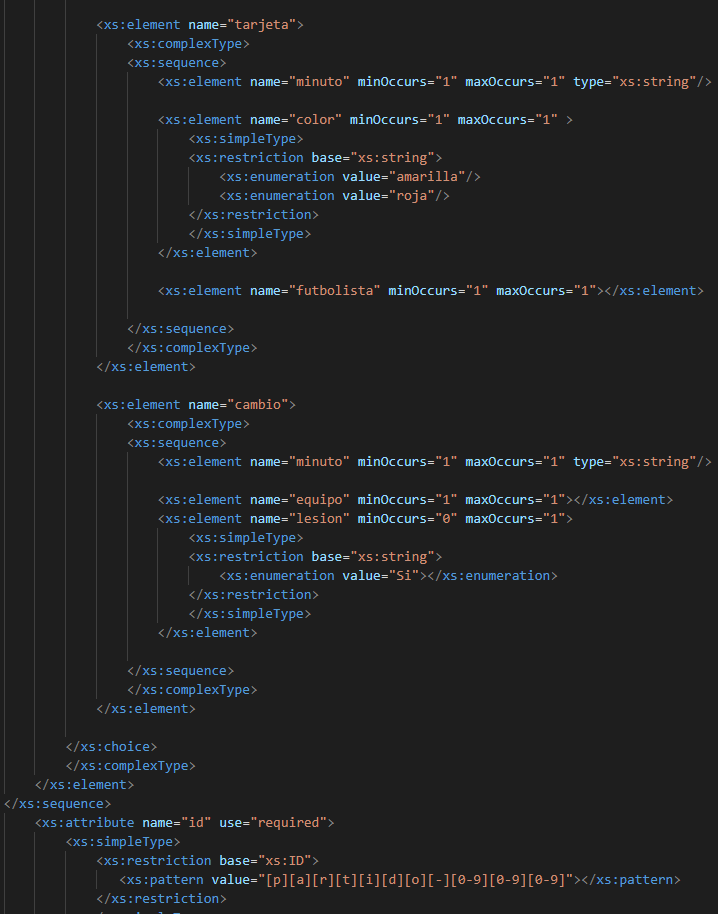 <xs:element name="tarjeta">
<xs:complexType>
<xs:sequence>
<xs:element name="minuto" minOccurs="1" maxOccurs="1" type="xs:string"/>
<xs:element name="color" minOccurs="1" maxOccurs="1" >
<xs:simpleType>
<xs:restriction base="xs:string">
<xs:enumeration value="amarilla"/>
<xs:enumeration value="roja"/>
</xs:restriction>
</xs:simpleType>
</xs:element>
<xs:element name="futbolista" minOccurs="1" maxOccurs="1"></xs:element>
</xs:sequence>
</xs:complexType>
</xs:element>
<xs:element name="cambio">
<xs:complexType>
<xs:sequence>
<xs:element name="minuto" minOccurs="1" maxOccurs="1" type="xs:string"/>
<xs:element name="equipo" minOccurs="1" maxOccurs="1"></xs:element>
<xs:element name="lesion" minOccurs="0" maxOccurs="1">
<xs:simpleType>
<xs:restriction base="xs:string">
<xs:enumeration value="Si"></xs:enumeration>
</xs:restriction>
</xs:simpleType>
</xs:element>
</xs:sequence>
</xs:complexType>
</xs:element>
</xs:choice>
</xs:complexType>
</xs:element>
</xs:sequence>
<xs:attribute name="id" use="required">
<xs:simpleType>
<xs:restriction base="xs:ID">
<xs:pattern value="[p][a][r][t][i][d][o][-][0-9][0-9][0-9]"></xs:pattern>
</xs:restriction>